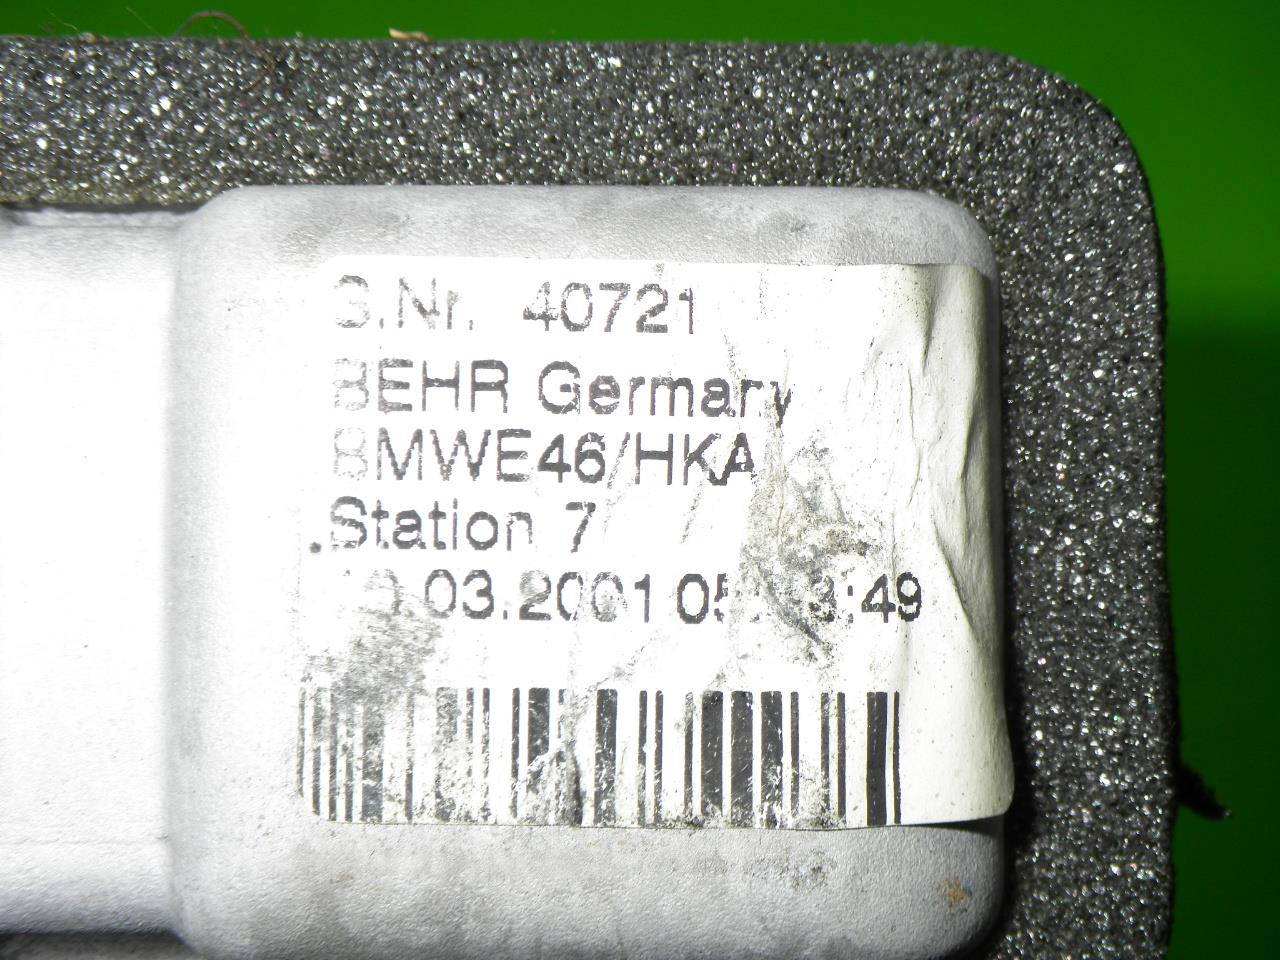 S.Nr. 40721
BEHR Germany
BMWE46/HKA
Station 7